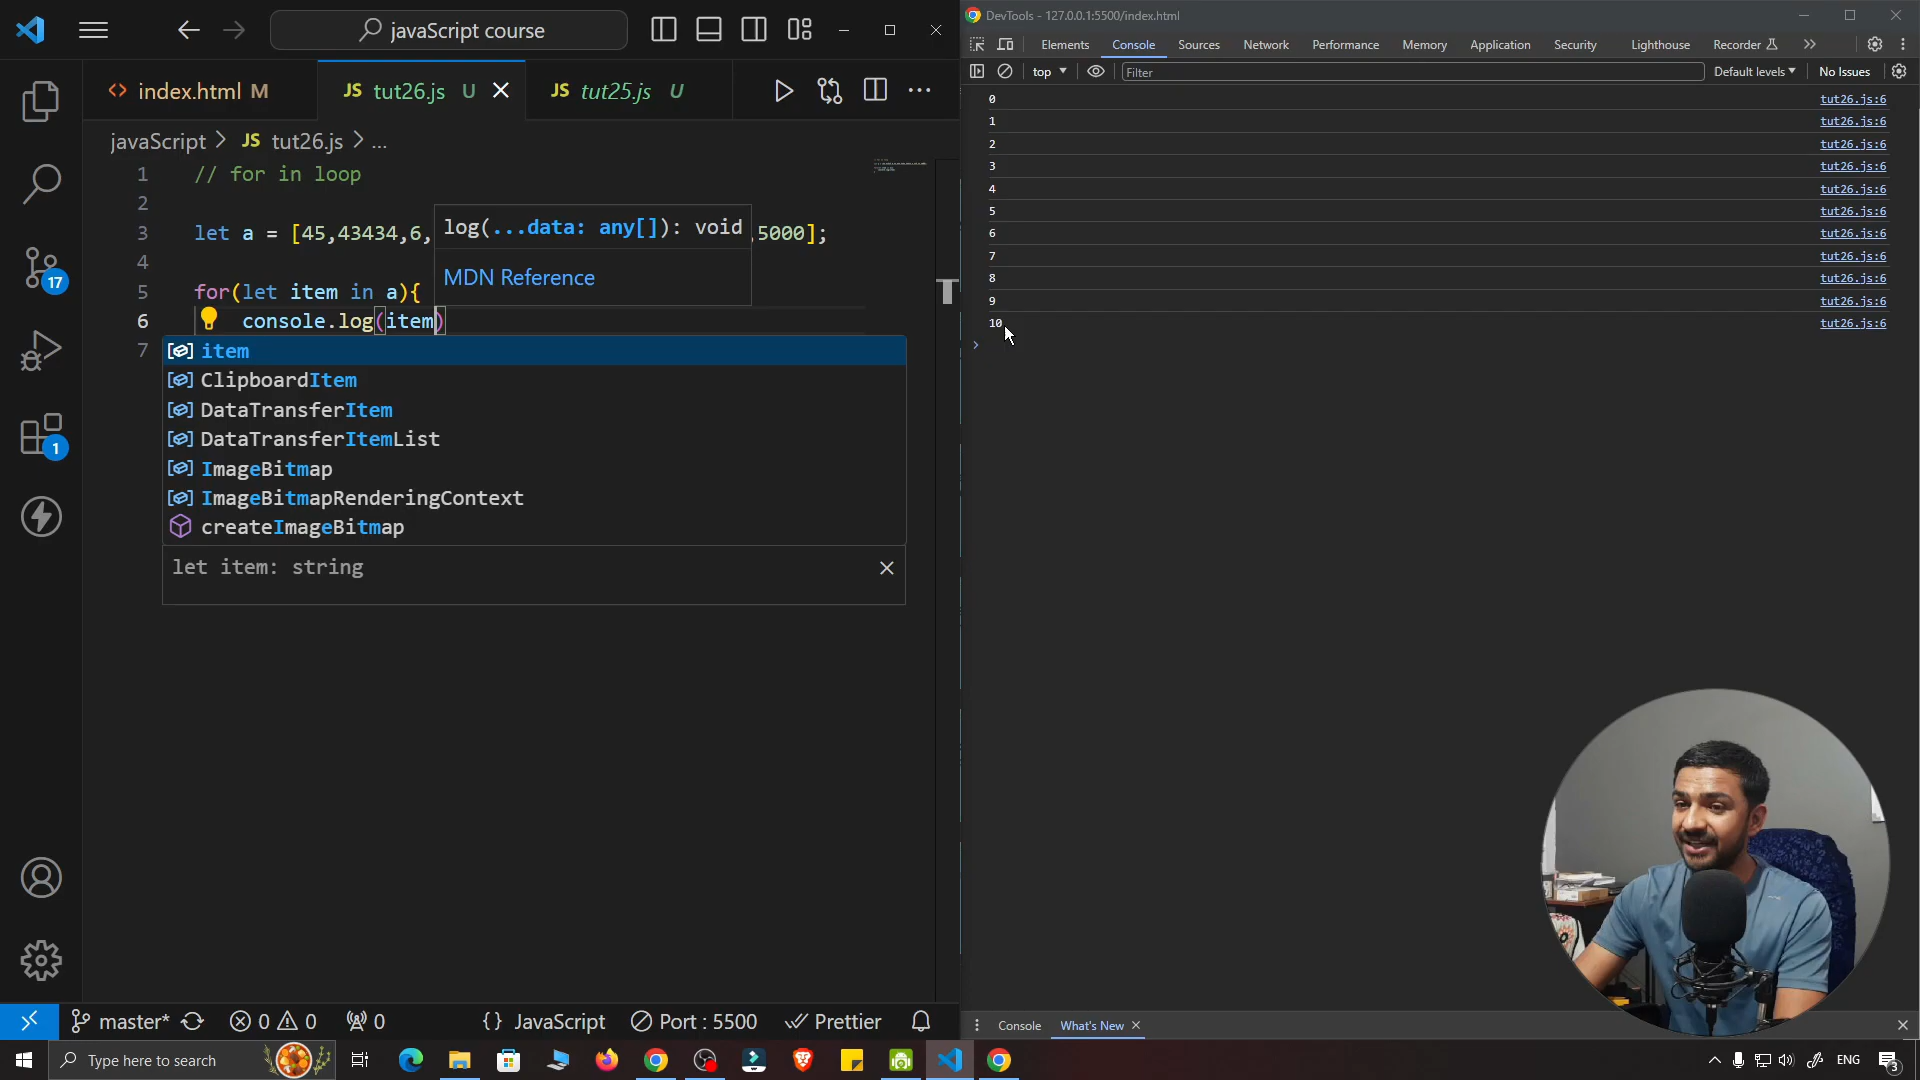 javaScript course
index.html M
JS tut26.js U
JS tut25.js U
javaScript > JS tut26.js > ...
1 // for in loop
2
3 let a = [45,43434,6,
,5000];
4
5 for(let item in a){
6 console.log(item)
7
log(...data: any[]): void
MDN Reference
item
ClipboardItem
DataTransferItem
DataTransferItemList
ImageBitmap
ImageBitmapRenderingContext
createImageBitmap
let item: string
17
1
master* 0 0 0 {} JavaScript Port : 5500 Prettier
DevTools - 127.0.0.1:5500/index.html
Elements Console Sources Network Performance Memory Application Security Lighthouse Recorder
top Filter Default levels No Issues
0 tut26.js:6
1 tut26.js:6
2 tut26.js:6
3 tut26.js:6
4 tut26.js:6
5 tut26.js:6
6 tut26.js:6
7 tut26.js:6
8 tut26.js:6
9 tut26.js:6
10 tut26.js:6
>
Console What's New
Type here to search
ENG
3